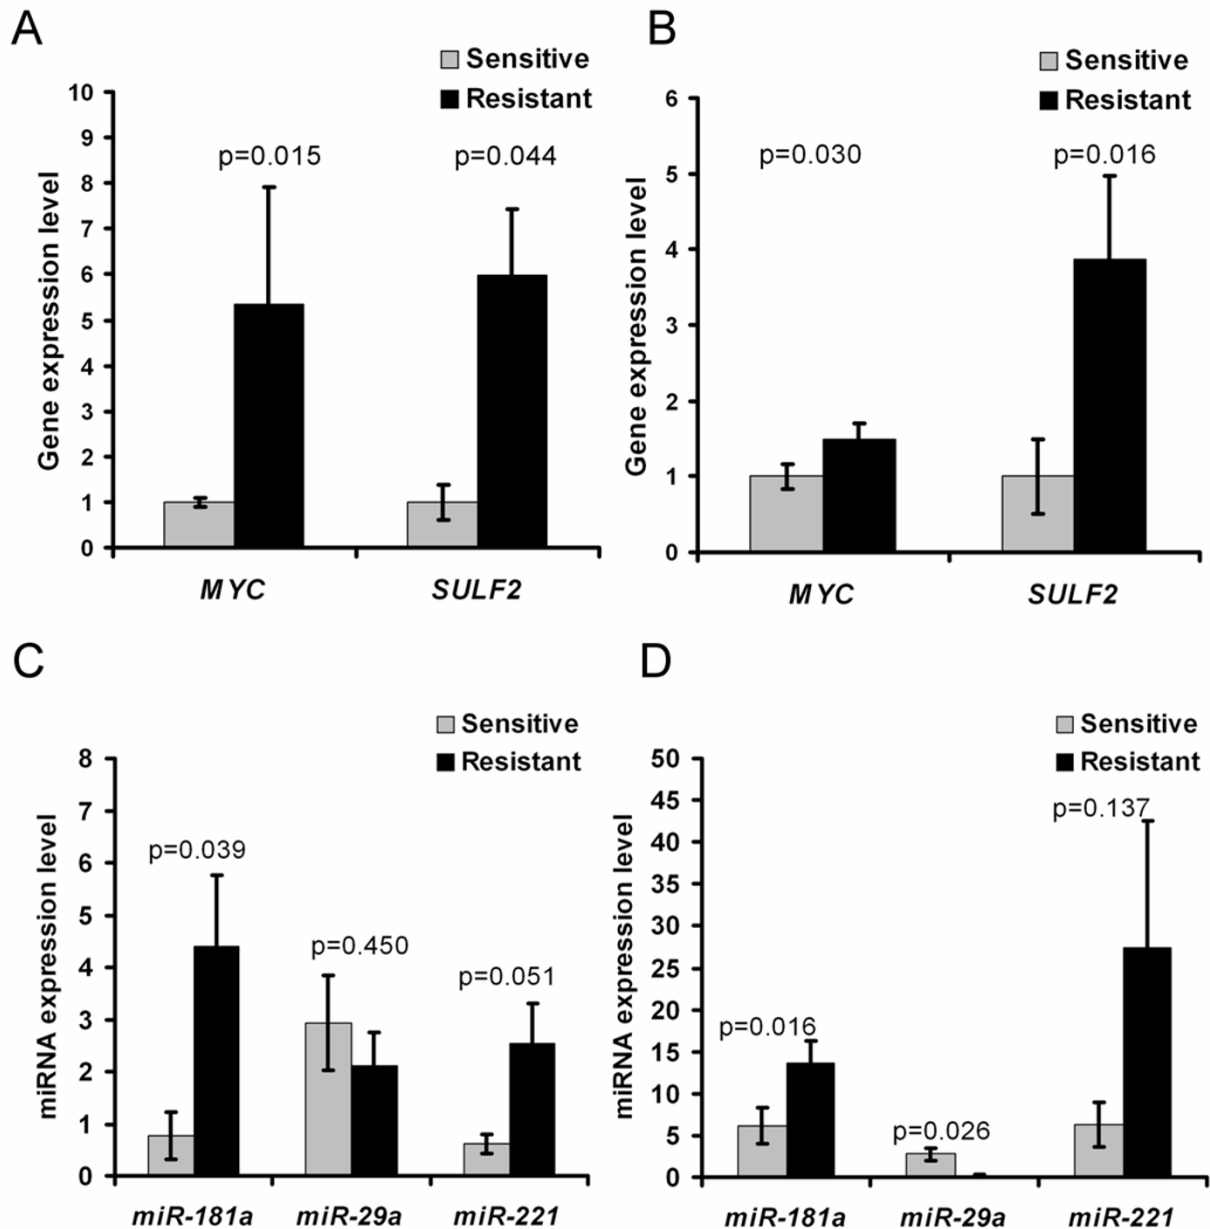 A
Sensitive
Resistant
10
9
8
7
6
5
4
3
2
1
0
Gene expression level
p=0.015
p=0.044
MYC
SULF2
B
Sensitive
Resistant
6
5
4
3
2
1
0
Gene expression level
p=0.030
p=0.016
MYC
SULF2
C
Sensitive
Resistant
8
7
6
5
4
3
2
1
0
miRNA expression level
p=0.039
p=0.450
p=0.051
miR-181a
miR-29a
miR-221
D
Sensitive
Resistant
50
45
40
35
30
25
20
15
10
5
0
miRNA expression level
p=0.016
p=0.026
p=0.137
miR-181a
miR-29a
miR-221